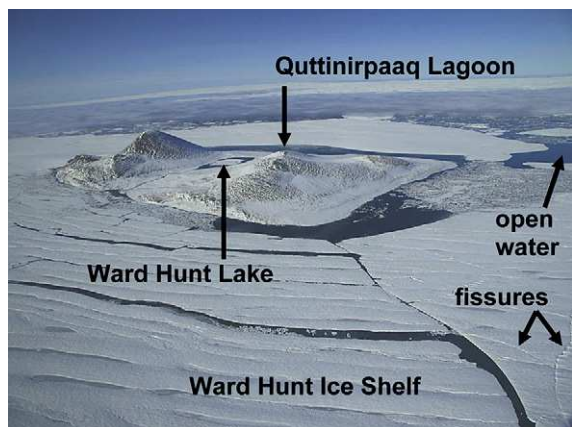 Quttinirpaaq Lagoon
open
water
Ward Hunt Lake
fissures
Ward Hunt Ice Shelf